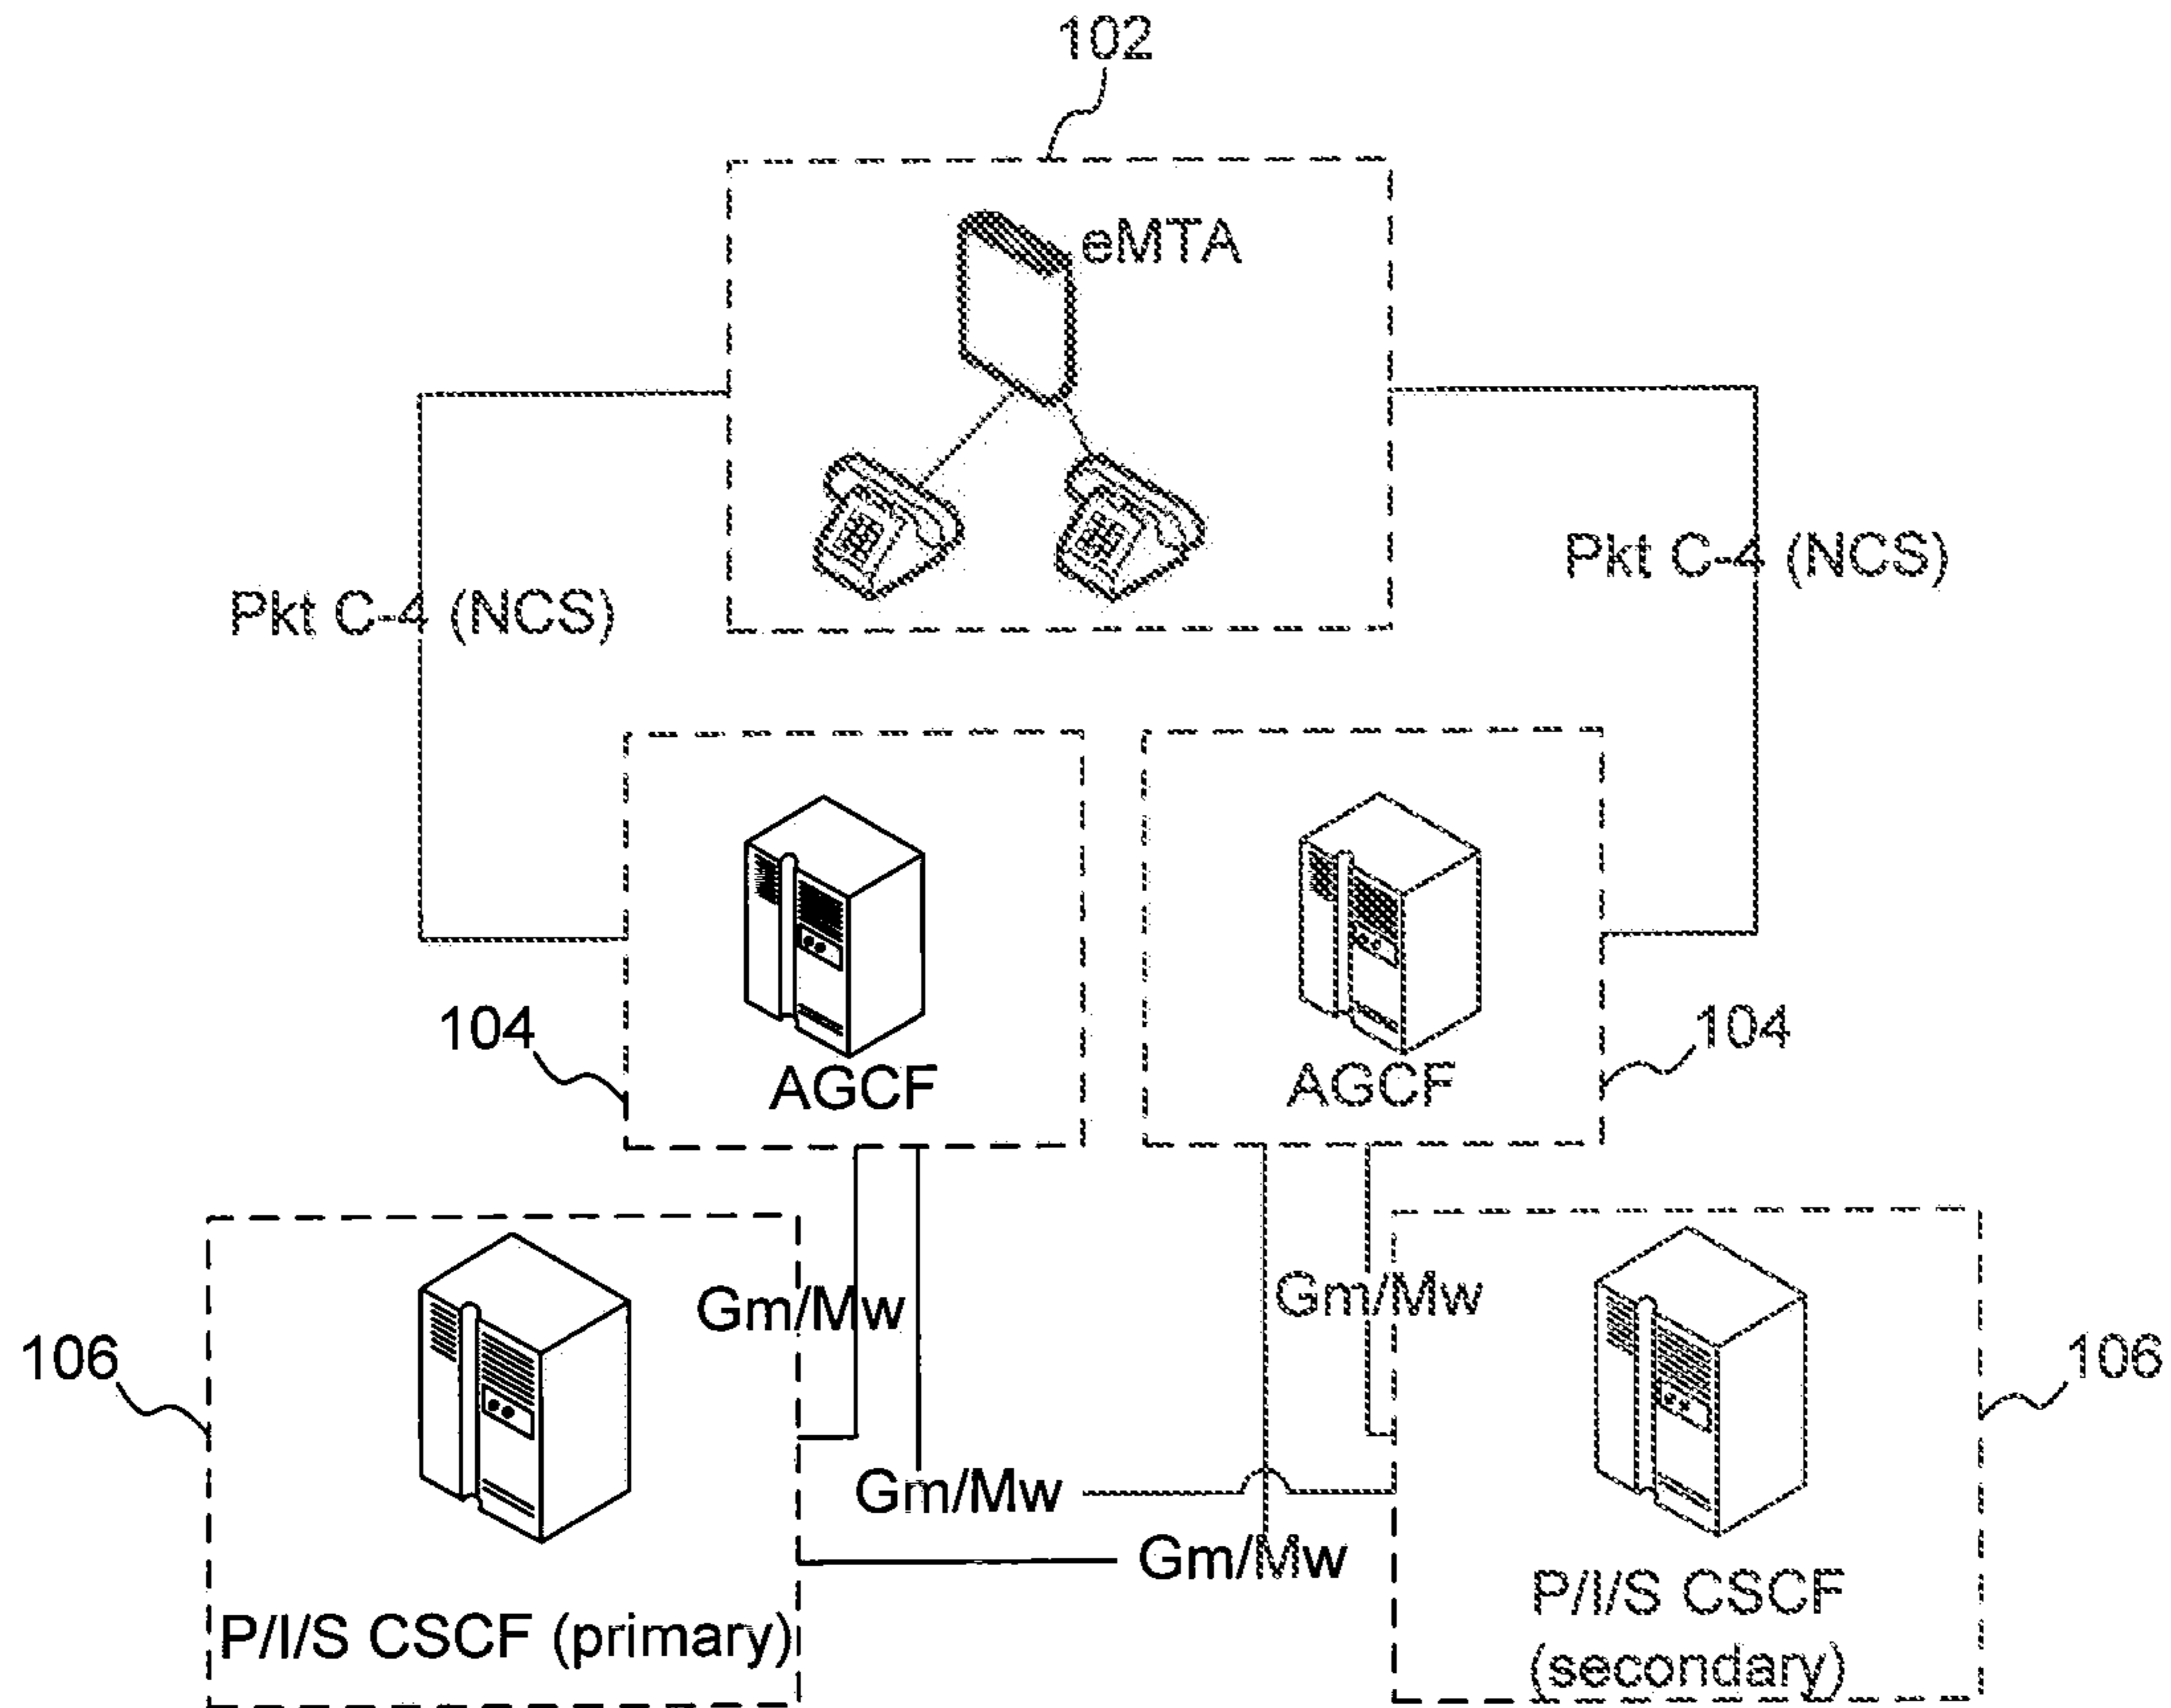 102
eMTA
Pkt C-4 (NCS)
Pkt C-4 (NCS)
104
AGCF
AGCF
104
106
Gm/Mw
Gm/Mw
106
Gm/Mw
Gm/Mw
P/I/S CSCF (primary)
P/I/S CSCF
(secondary)